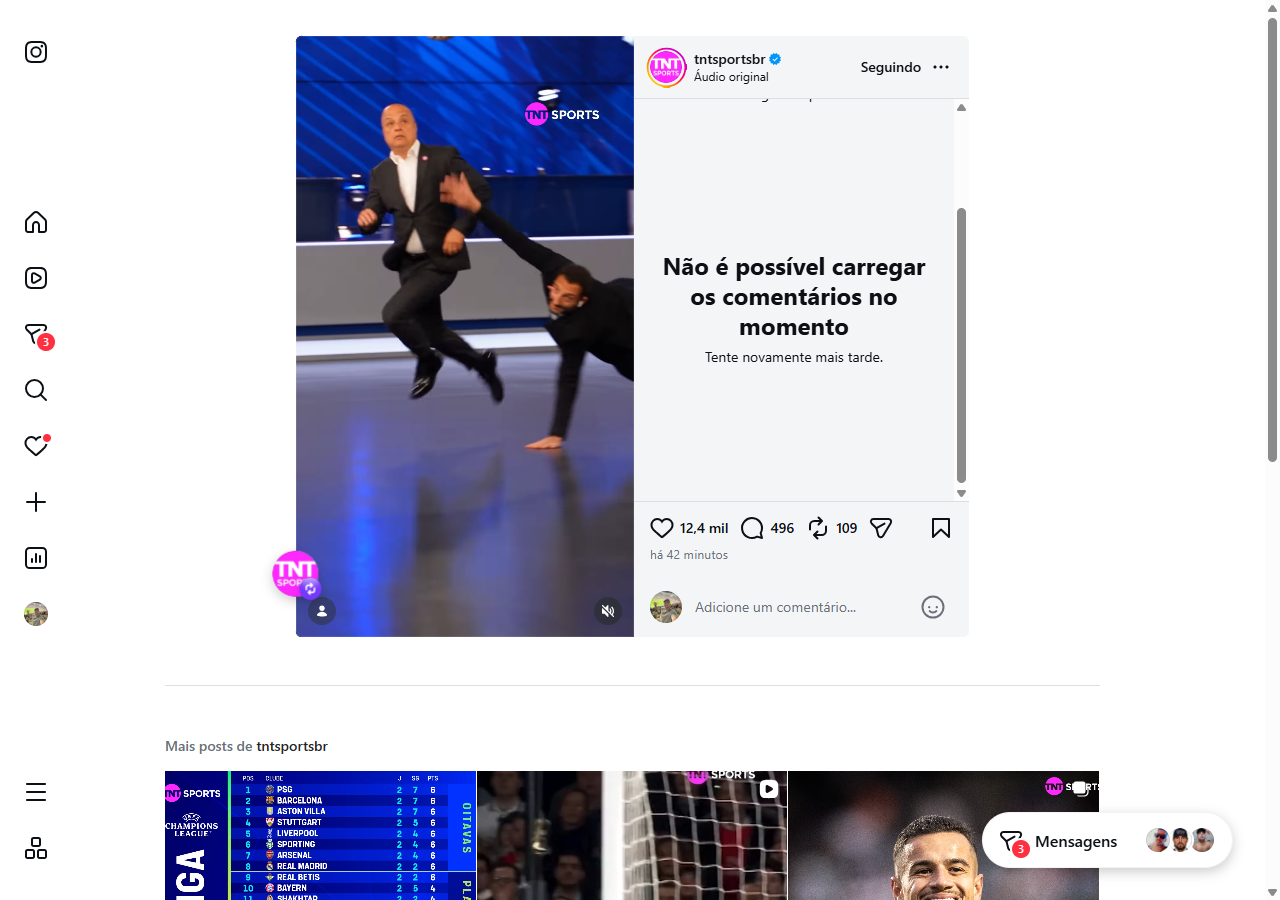 TNT SPORTS
tntsportsbr
Áudio original
Seguindo
Não é possível carregar
os comentários no
momento
Tente novamente mais tarde.
12,4 mil
496
109
há 42 minutos
Adicione um comentário...
TNT
SPORTS
3
Mais posts de tntsportsbr
TNT SPORTS
CHAMPIONS
LEAGUE
LIGA
POS CLUBE J SG PTS
1 PSG 2 7 6
2 BARCELONA 2 7 6
3 ASTON VILLA 2 7 6
4 STUTTGART 2 5 6
5 LIVERPOOL 2 4 6
6 SPORTING 2 4 6
7 ARSENAL 2 4 6
8 REAL MADRID 2 2 6
9 REAL BETIS 2 2 6
10 BAYERN 2 5 4
11 SHAKHTAR
OITAVAS
TNT SPORTS
TNT SPORTS
3
Mensagens